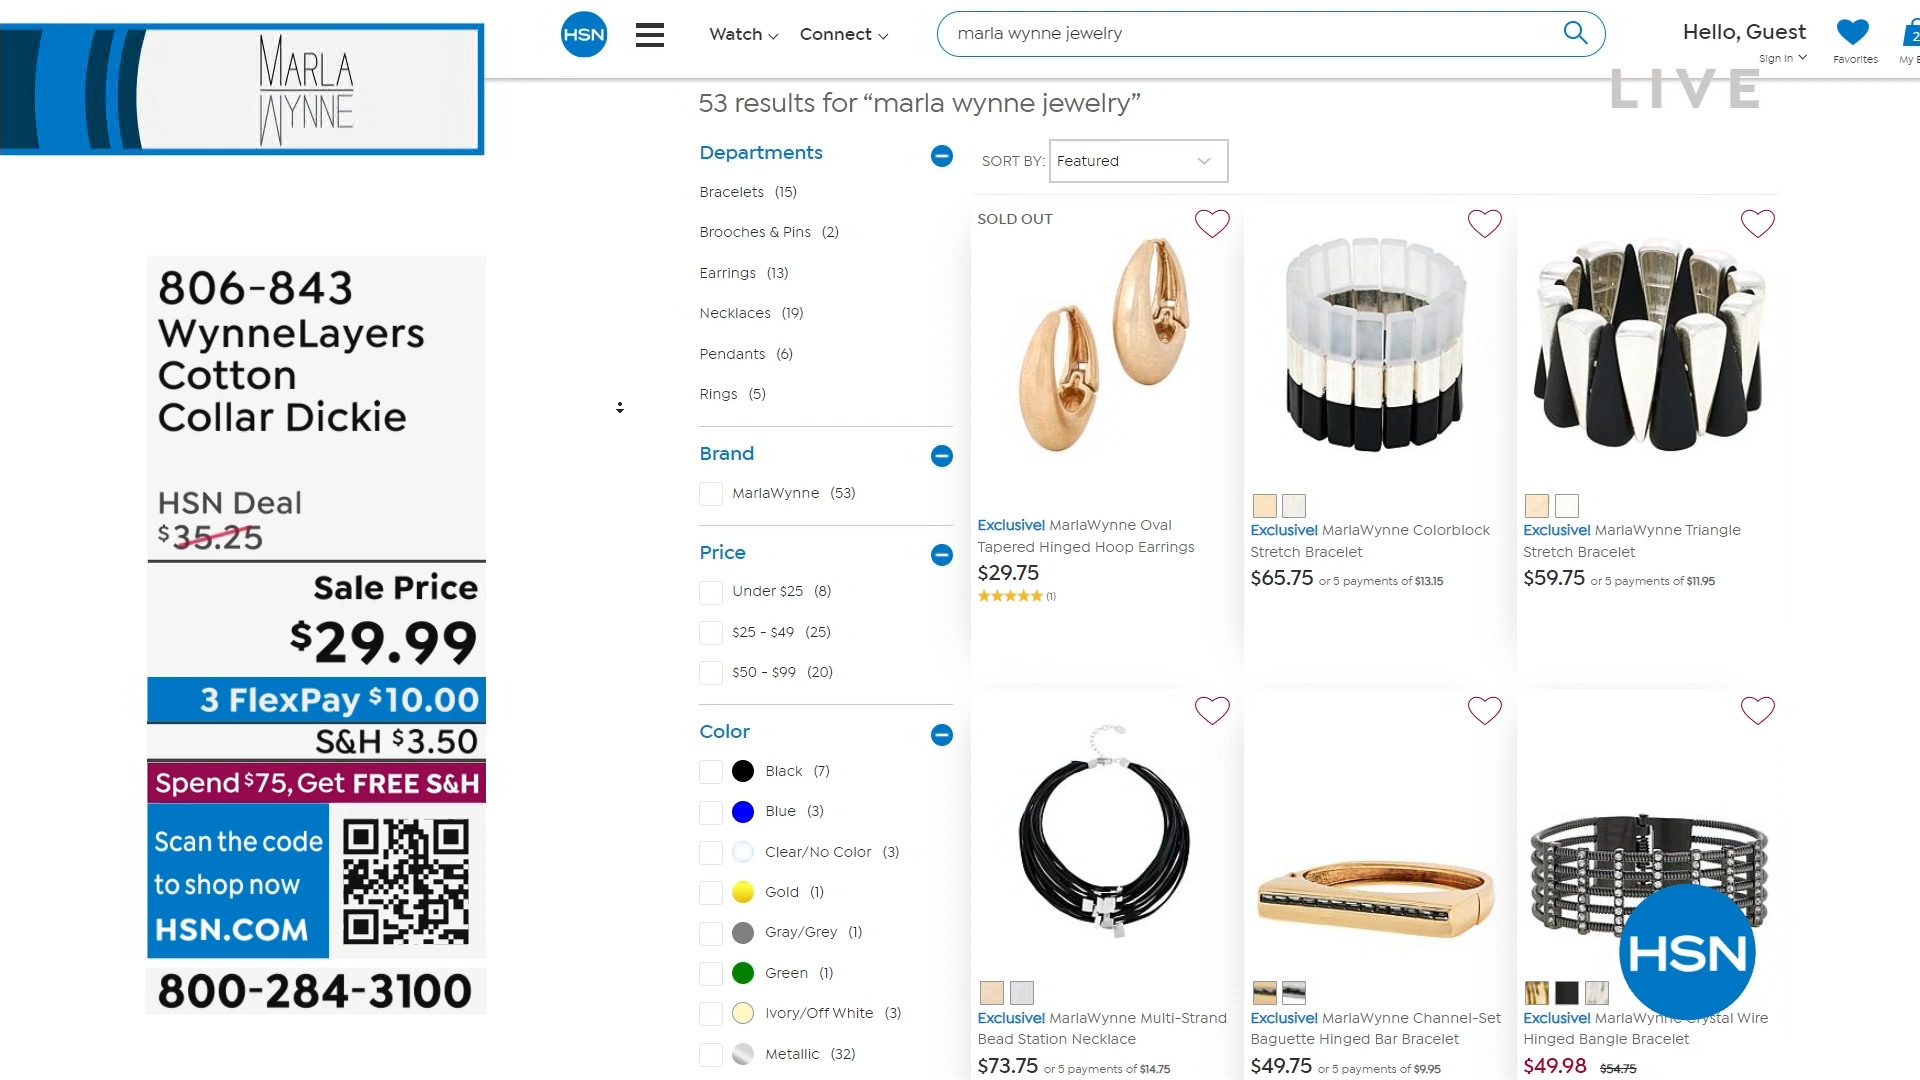 MARLA
WYNNE
HSN
Watch
Connect
marla wynne jewelry
Hello, Guest
Sign In
Favorites
2
LIVE
53 results for “marla wynne jewelry”
Departments
Bracelets (15)
Brooches & Pins (2)
Earrings (13)
Necklaces (19)
Pendants (6)
Rings (5)
Brand
MarlaWynne (53)
Price
Under $25 (8)
$25 - $49 (25)
$50 - $99 (20)
Color
Black (7)
Blue (3)
Clear/No Color (3)
Gold (1)
Gray/Grey (1)
Green (1)
Ivory/Off White (3)
Metallic (32)
SORT BY: Featured
SOLD OUT
Exclusive! MarlaWynne Oval
Tapered Hinged Hoop Earrings
$29.75
(1)
Exclusive! MarlaWynne Colorblock
Stretch Bracelet
$65.75 or 5 payments of $13.15
Exclusive! MarlaWynne Triangle
Stretch Bracelet
$59.75 or 5 payments of $11.95
Exclusive! MarlaWynne Multi-Strand
Bead Station Necklace
$73.75 or 5 payments of $14.75
Exclusive! MarlaWynne Channel-Set
Baguette Hinged Bar Bracelet
$49.75 or 5 payments of $9.95
Exclusive! MarlaWynne Crystal Wire
Hinged Bangle Bracelet
$49.98 $54.75
HSN
806-843
WynneLayers
Cotton
Collar Dickie
HSN Deal
$35.25
Sale Price
$29.99
3 FlexPay $10.00
S&H $3.50
Spend $75, Get FREE S&H
Scan the code
to shop now
HSN.COM
800-284-3100